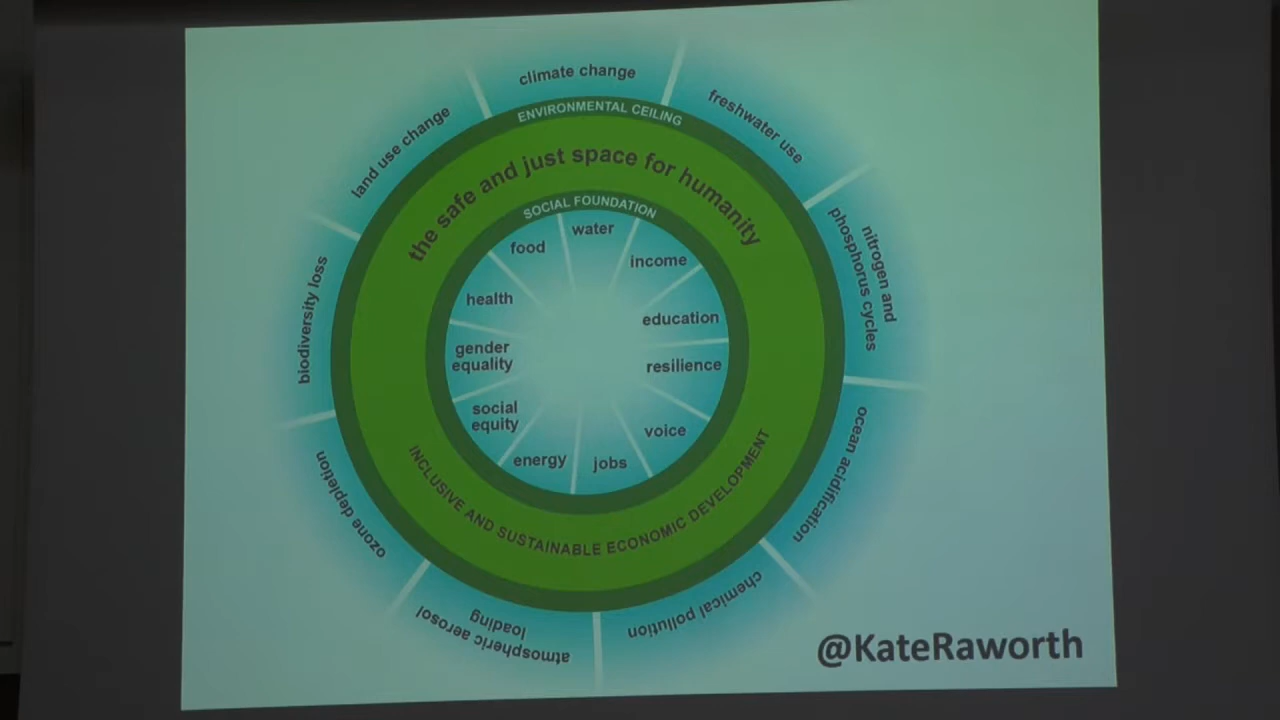 climate change
freshwater use
nitrogen and
phosphorus cycles
ocean acidification
chemical pollution
atmospheric aerosol
loading
ozone depletion
biodiversity loss
land use change
ENVIRONMENTAL CEILING
the safe and just space for humanity
SOCIAL FOUNDATION
water
income
education
resilience
voice
jobs
energy
social
equity
gender
equality
health
food
INCLUSIVE AND SUSTAINABLE ECONOMIC DEVELOPMENT
@KateRaworth